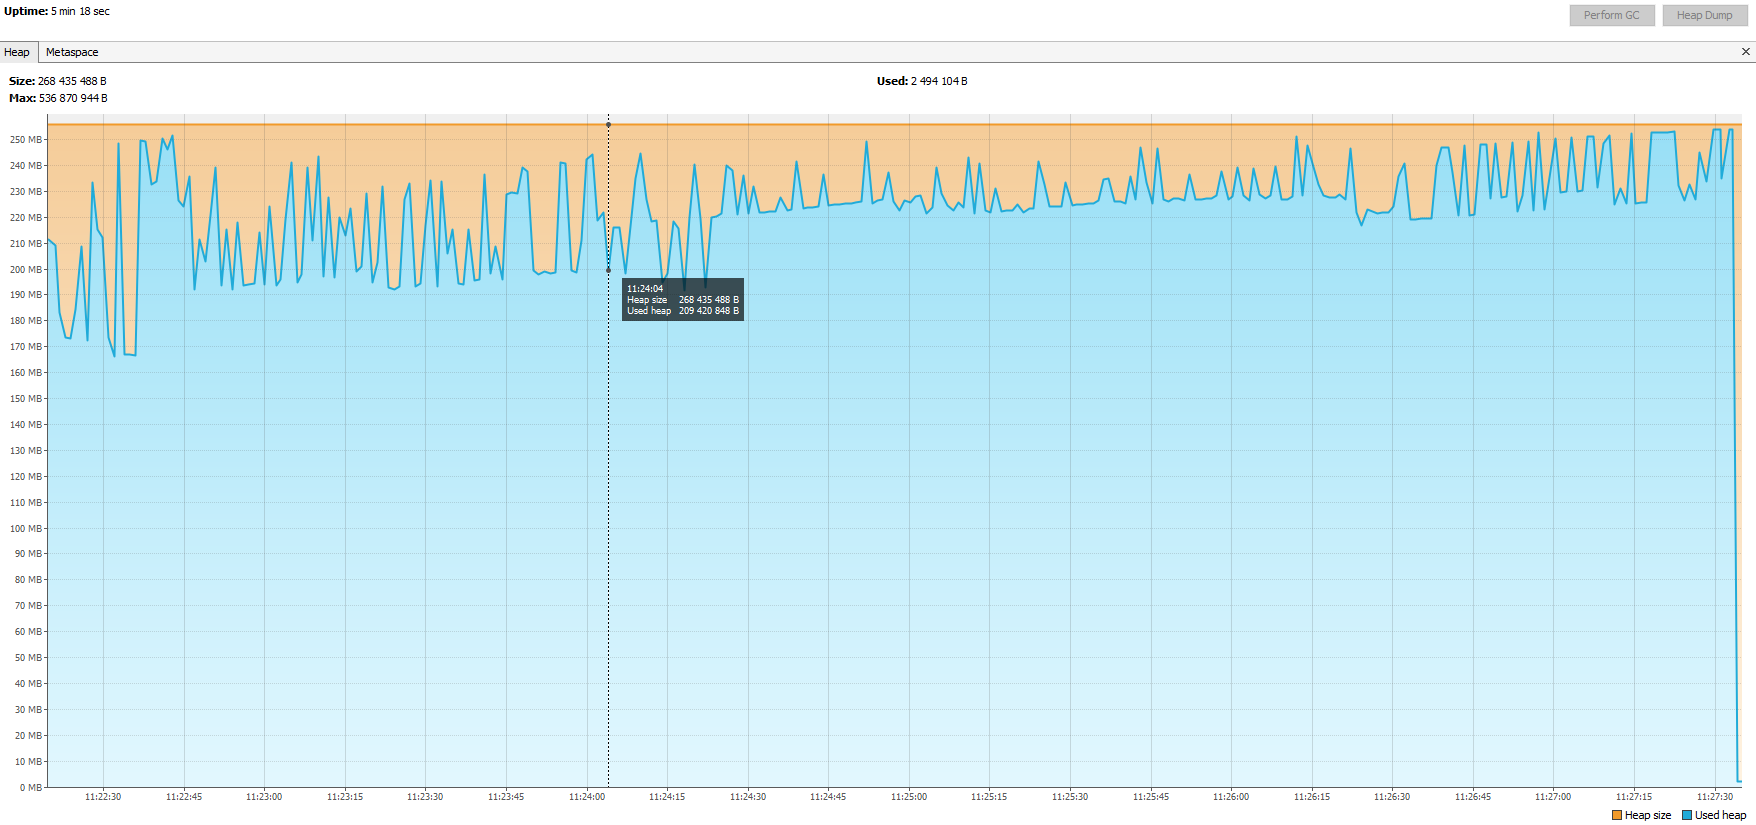 Uptime: 5 min 18 sec
Perform GC
Heap Dump
Heap
Metaspace
Size: 268 435 488 B
Used: 2 494 104 B
Max: 536 870 944 B
250 MB
240 MB
230 MB
220 MB
210 MB
200 MB
190 MB
180 MB
170 MB
160 MB
150 MB
140 MB
130 MB
120 MB
110 MB
100 MB
90 MB
80 MB
70 MB
60 MB
50 MB
40 MB
30 MB
20 MB
10 MB
0 MB
11:24:04
Heap size 268 435 488 B
Used heap 209 420 848 B
11:22:30 11:22:45 11:23:00 11:23:15 11:23:30 11:23:45 11:24:00 11:24:15 11:24:30 11:24:45 11:25:00 11:25:15 11:25:30 11:25:45 11:26:00 11:26:15 11:26:30 11:26:45 11:27:00 11:27:15 11:27:30
Heap size Used heap